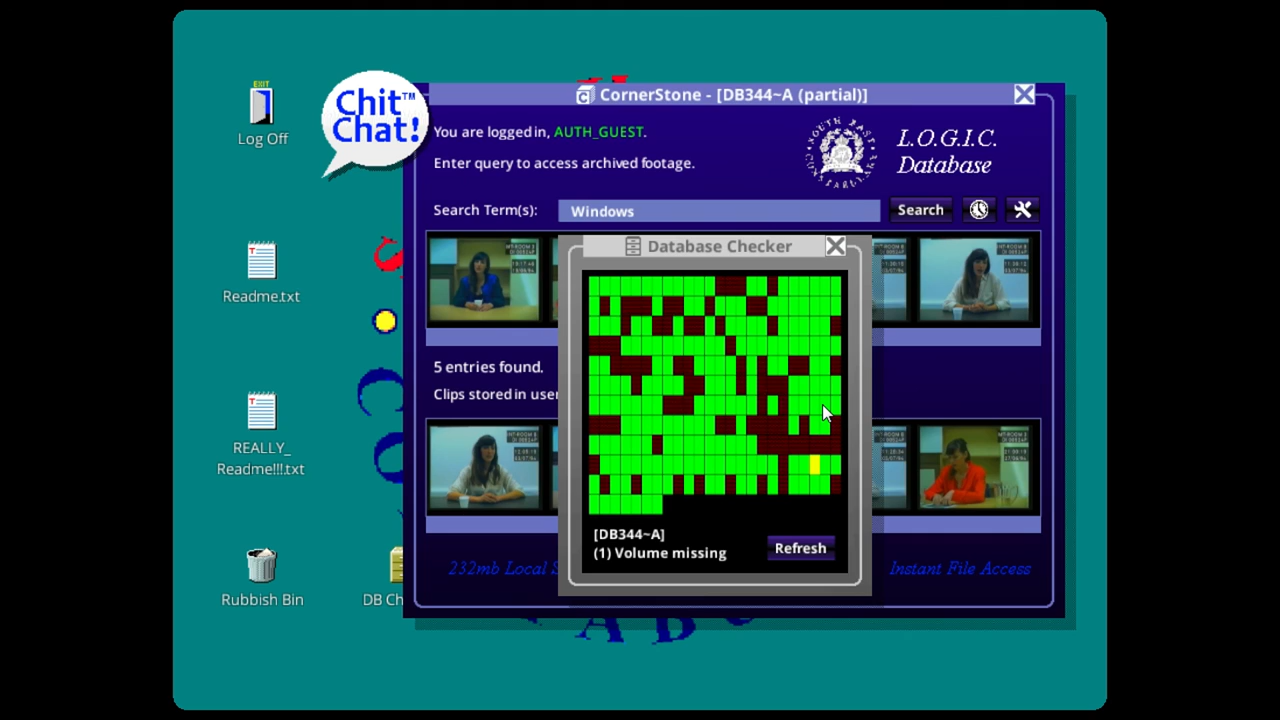 EXIT
Log Off
Chit™
Chat!
Readme.txt
REALLY_
Readme!!!.txt
Rubbish Bin
DB Ch
CornerStone - [DB344~A (partial)]
You are logged in, AUTH_GUEST.
Enter query to access archived footage.
L.O.G.I.C.
Database
Search Term(s):
Windows
Search
5 entries found.
Clips stored in user
Database Checker
[DB344~A]
(1) Volume missing
Refresh
232mb Local S
Instant File Access